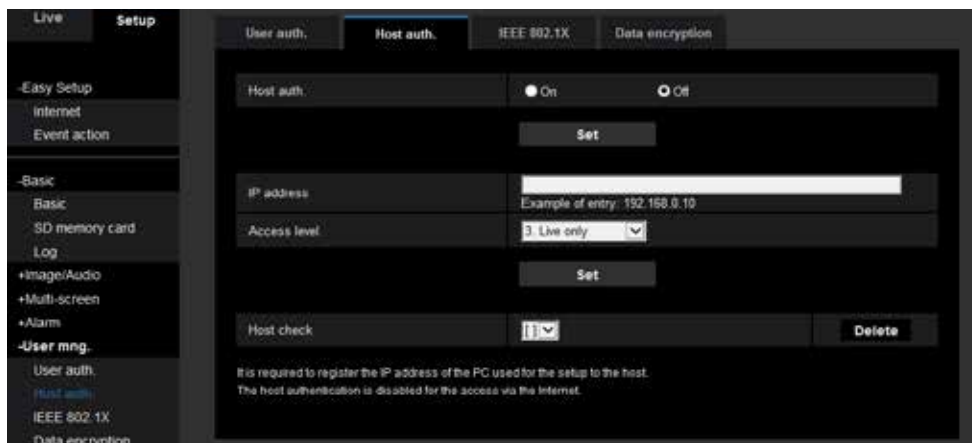 Live
Setup
User auth.
Host auth.
IEEE 802.1X
Data encryption
-Easy Setup
Internet
Event action
-Basic
Basic
SD memory card
Log
+Image/Audio
+Multi-screen
+Alarm
-User mng.
User auth.
Host auth.
IEEE 802.1X
Data encryption
Host auth.
On
Off
Set
IP address
Example of entry: 192.168.0.10
Access level
3. Live only
Set
Host check
[ ]
Delete
It is required to register the IP address of the PC used for the setup to the host.
The host authentication is disabled for the access via the Internet.